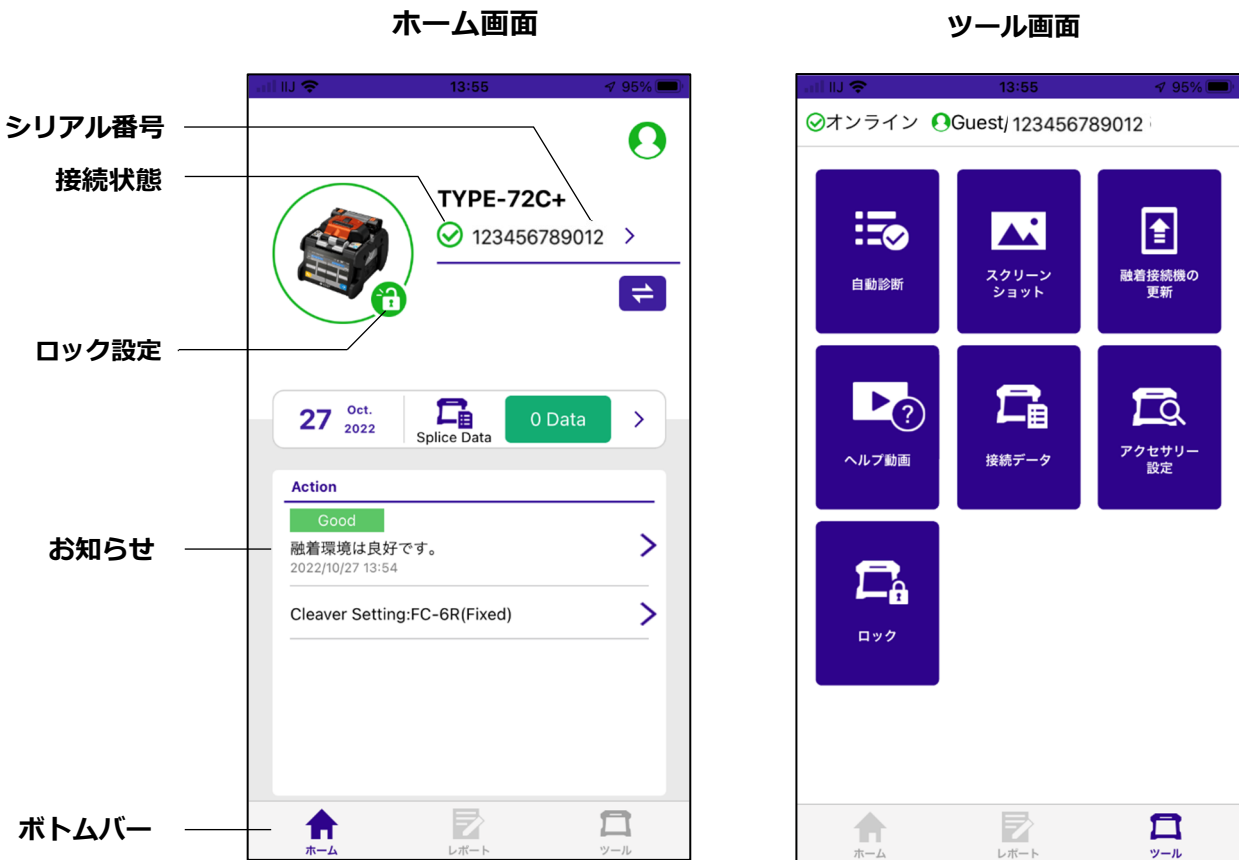 ホーム画面
シリアル番号
接続状態
ロック設定
お知らせ
ボトムバー
IIJ 13:55 95%
TYPE-72C+
123456789012
27 Oct. 2022
Splice Data
0 Data
Action
Good
融着環境は良好です。
2022/10/27 13:54
Cleaver Setting:FC-6R(Fixed)
ホーム レポート ツール
ツール画面
IIJ 13:55 95%
オンライン Guest/ 123456789012
自動診断
スクリーン
ショット
融着接続機の
更新
ヘルプ動画
接続データ
アクセサリー
設定
ロック
ホーム レポート ツール